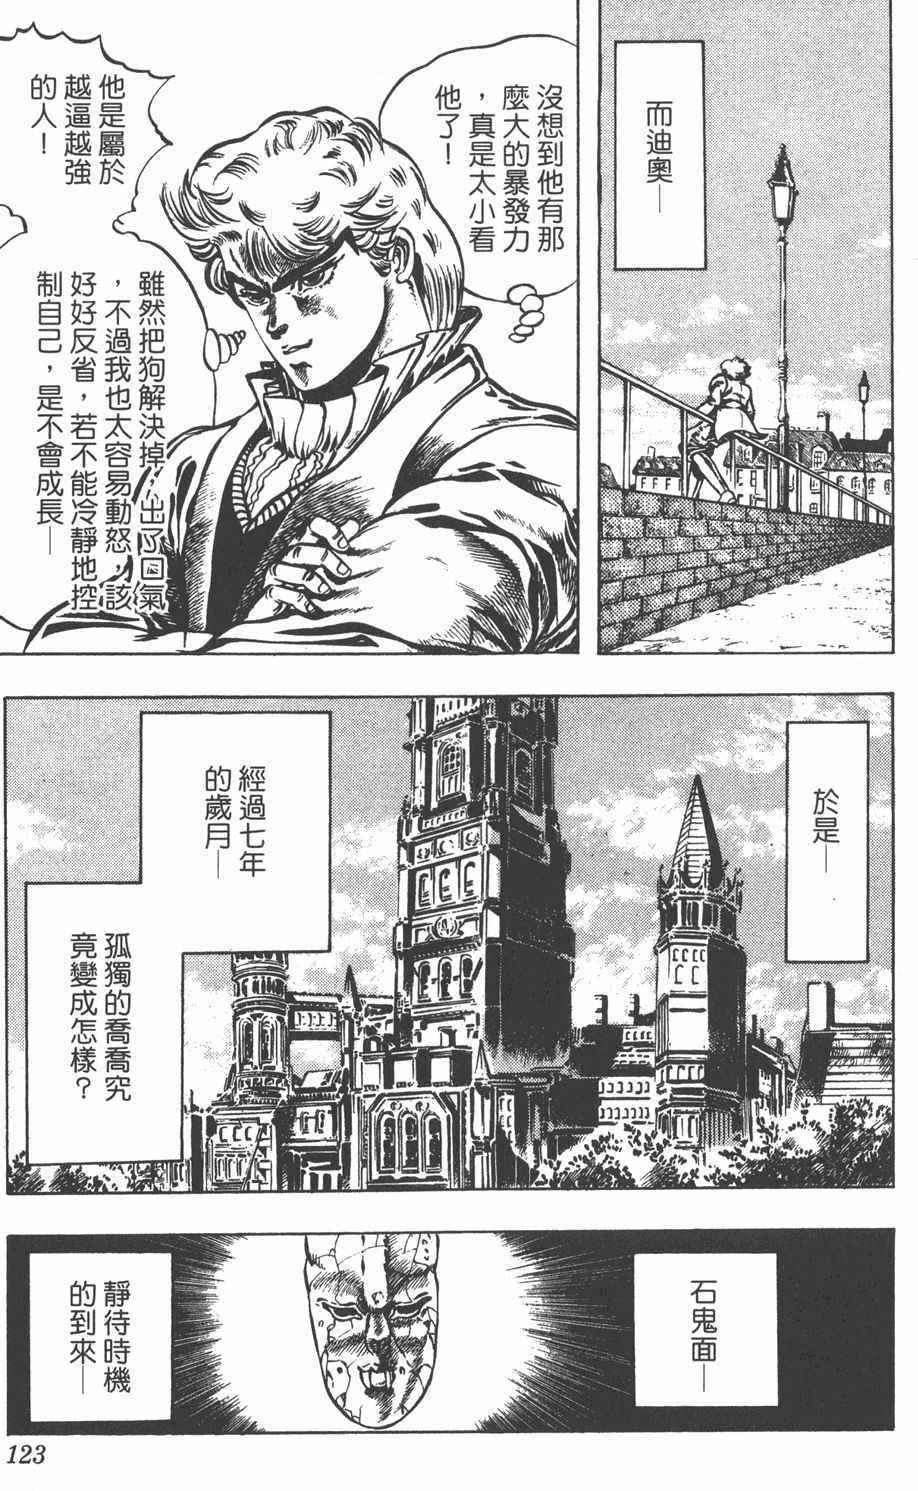 而迪奧—
沒想到他有那
麼大的暴發力
，真是太小看
他了！
他是屬於
越逼越強
的人！
雖然把狗解決掉，出了口氣
，不過我也太容易動怒，該
好好反省，若不能冷靜地控
制自己，是不會成長—
於是—
經過七年
的歲月—
孤獨的喬喬究
竟變成怎樣？
石鬼面—
靜待時機
的到來—
123